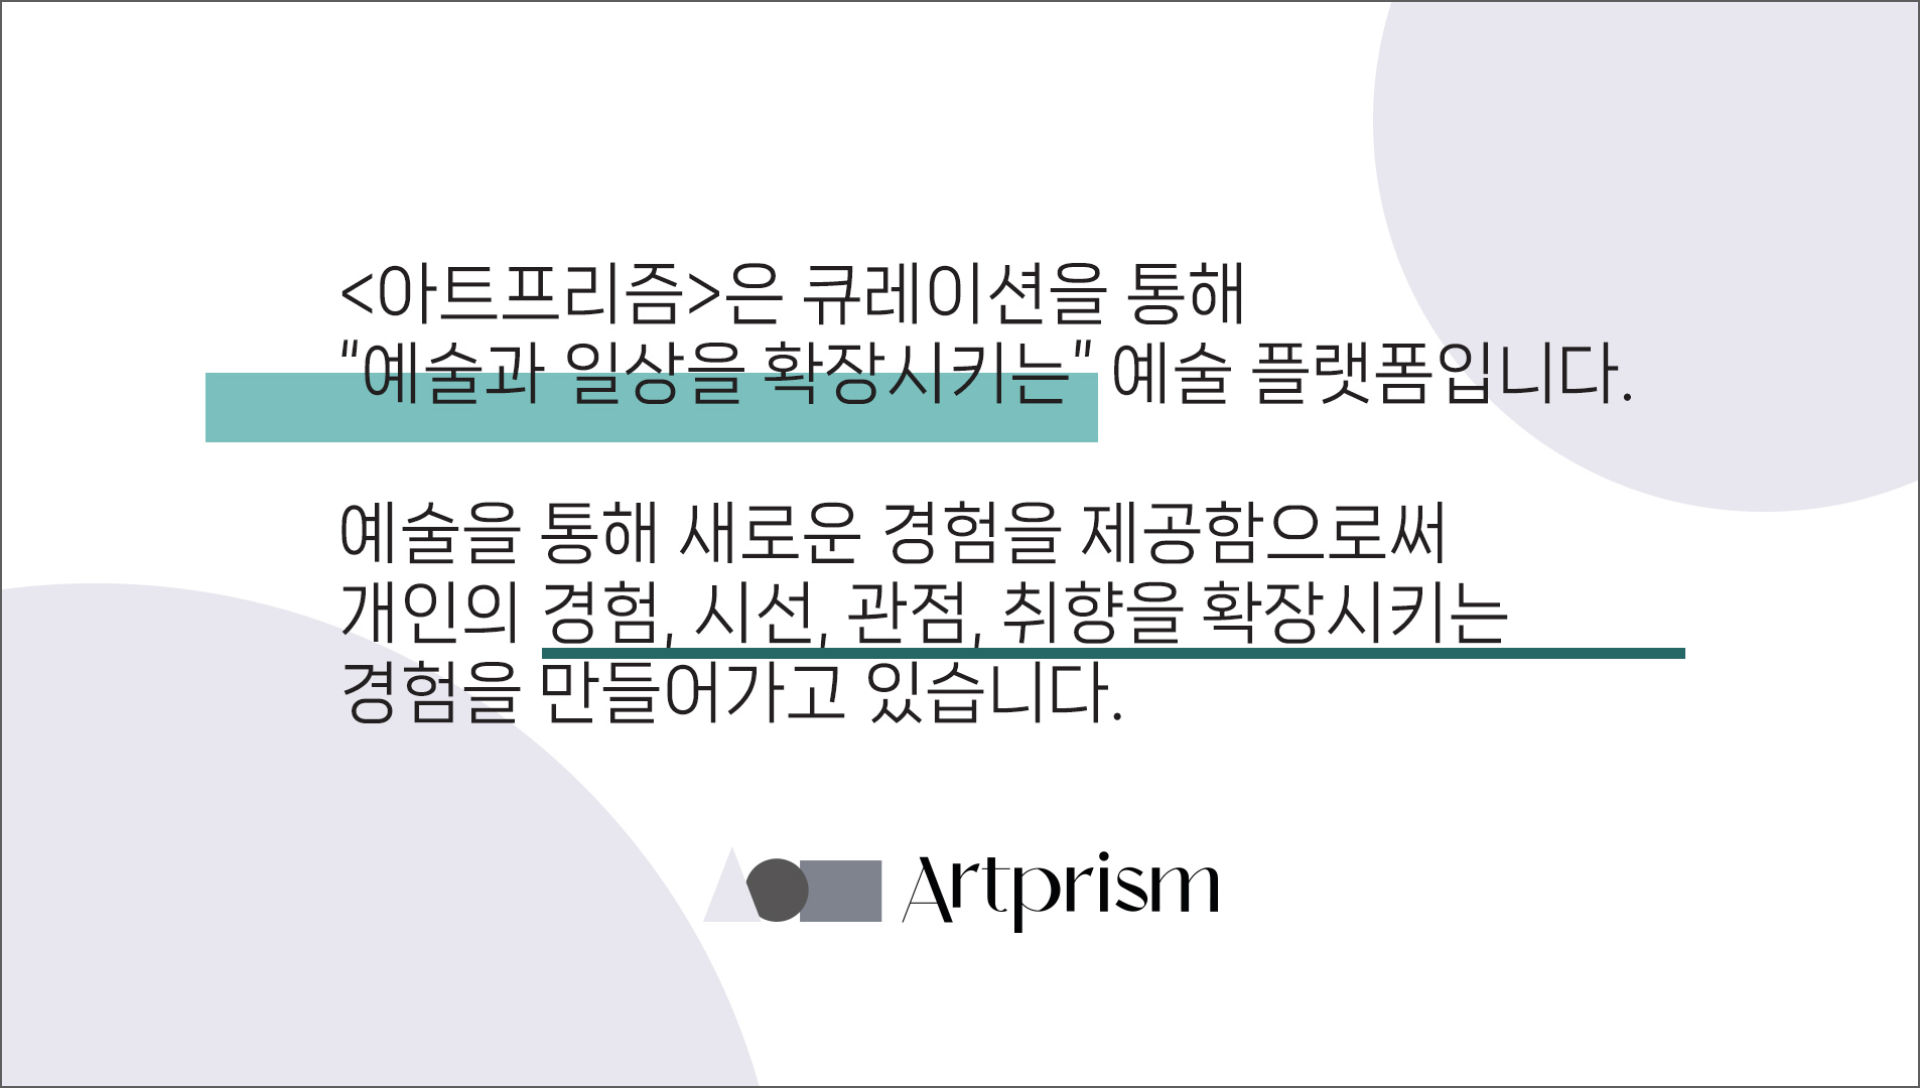 <아트프리즘>은 큐레이션을 통해
"예술과 일상을 확장시키는" 예술 플랫폼입니다.
예술을 통해 새로운 경험을 제공함으로써
개인의 경험, 시선, 관점, 취향을 확장시키는
경험을 만들어가고 있습니다.
Artprism